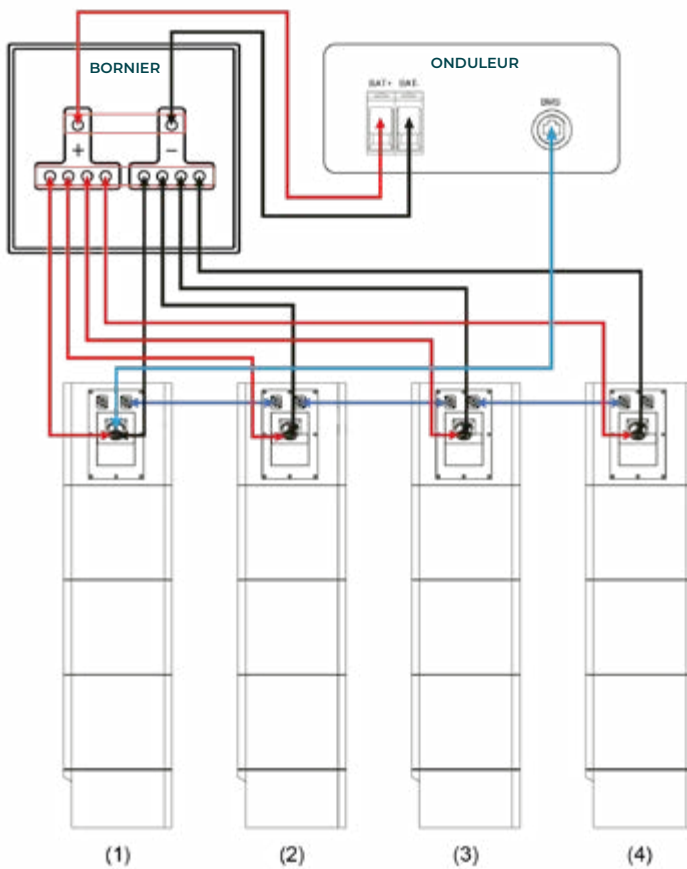 BORNIER
ONDULEUR
BAT+ BAT-
BMS
+ −
(1) (2) (3) (4)